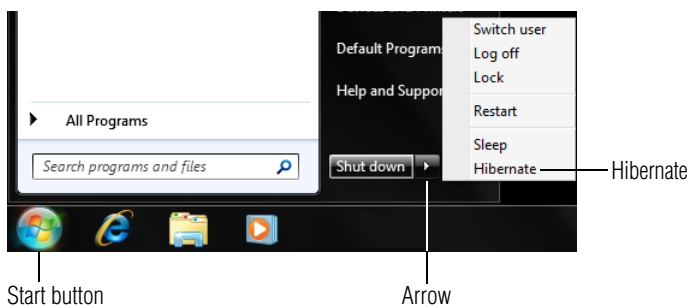 Switch user
Default Program
Log off
Lock
Help and Suppor
Restart
All Programs
Sleep
Search programs and files
Shut down
Hibernate
Hibernate
Start button
Arrow